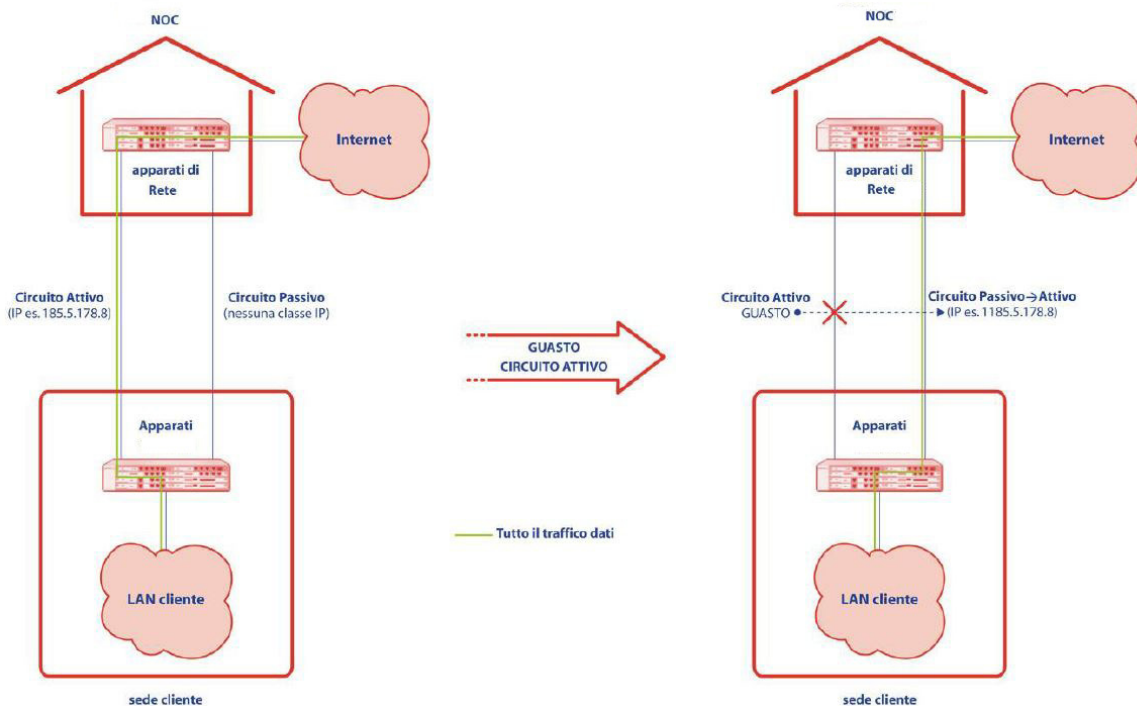 NOC
Internet
apparati di
Rete
Circuito Attivo
(IP es. 185.5.178.8)
Circuito Passivo
(nessuna classe IP)
Apparati
LAN cliente
sede cliente
GUASTO
CIRCUITO ATTIVO
Tutto il traffico dati
NOC
Internet
apparati di
Rete
Circuito Attivo
GUASTO
Circuito Passivo→Attivo
(IP es. 1185.5.178.8)
Apparati
LAN cliente
sede cliente